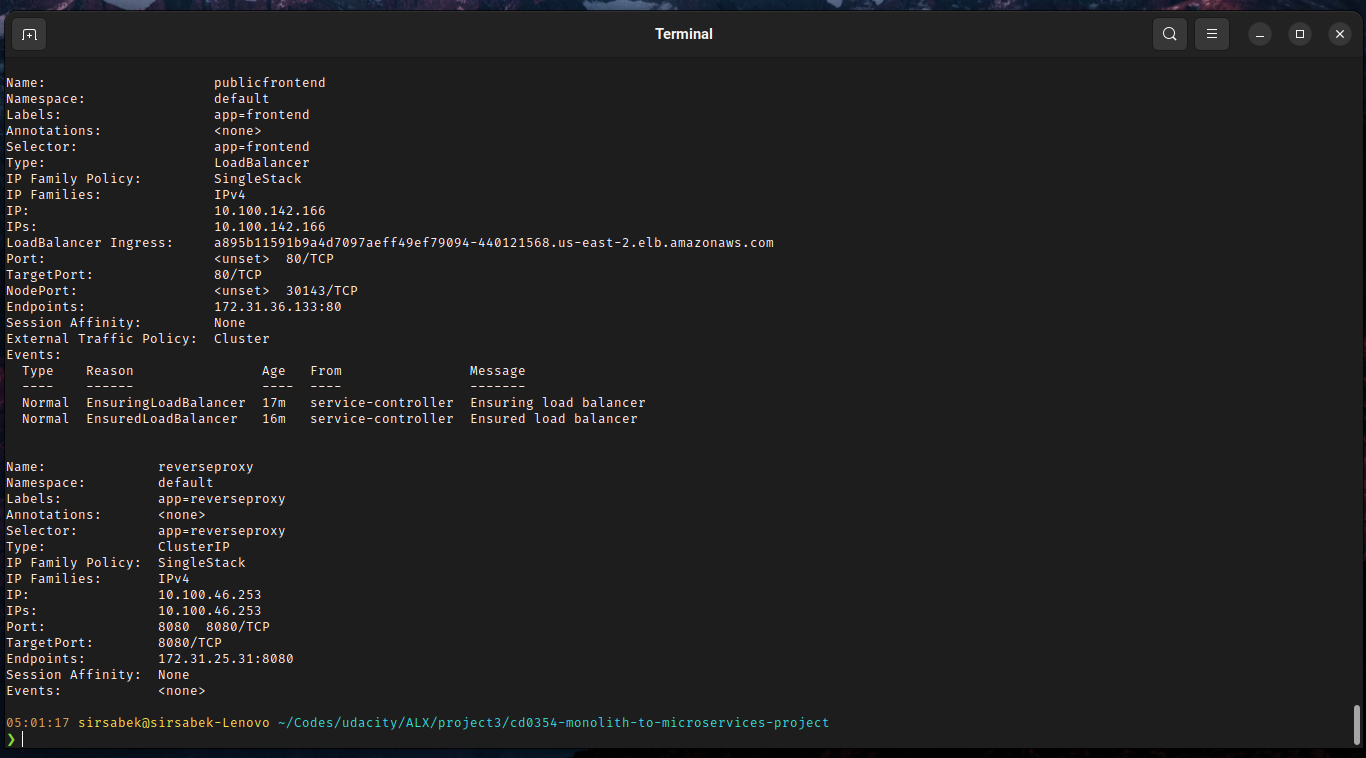 Terminal
Name:                     publicfrontend
Namespace:                default
Labels:                   app=frontend
Annotations:              <none>
Selector:                 app=frontend
Type:                     LoadBalancer
IP Family Policy:         SingleStack
IP Families:              IPv4
IP:                       10.100.142.166
IPs:                      10.100.142.166
LoadBalancer Ingress:     a895b11591b9a4d7097aeff49ef79094-440121568.us-east-2.elb.amazonaws.com
Port:                     <unset>  80/TCP
TargetPort:               80/TCP
NodePort:                 <unset>  30143/TCP
Endpoints:                172.31.36.133:80
Session Affinity:         None
External Traffic Policy:  Cluster
Events:
  Type    Reason                Age   From                Message
  ----    ------                ----  ----                -------
  Normal  EnsuringLoadBalancer  17m   service-controller  Ensuring load balancer
  Normal  EnsuredLoadBalancer   16m   service-controller  Ensured load balancer
Name:              reverseproxy
Namespace:         default
Labels:            app=reverseproxy
Annotations:       <none>
Selector:          app=reverseproxy
Type:              ClusterIP
IP Family Policy:  SingleStack
IP Families:       IPv4
IP:                10.100.46.253
IPs:               10.100.46.253
Port:              8080  8080/TCP
TargetPort:        8080/TCP
Endpoints:         172.31.25.31:8080
Session Affinity:  None
Events:            <none>
05:01:17 sirsabek@sirsabek-Lenovo ~/Codes/udacity/ALX/project3/cd0354-monolith-to-microservices-project
❯